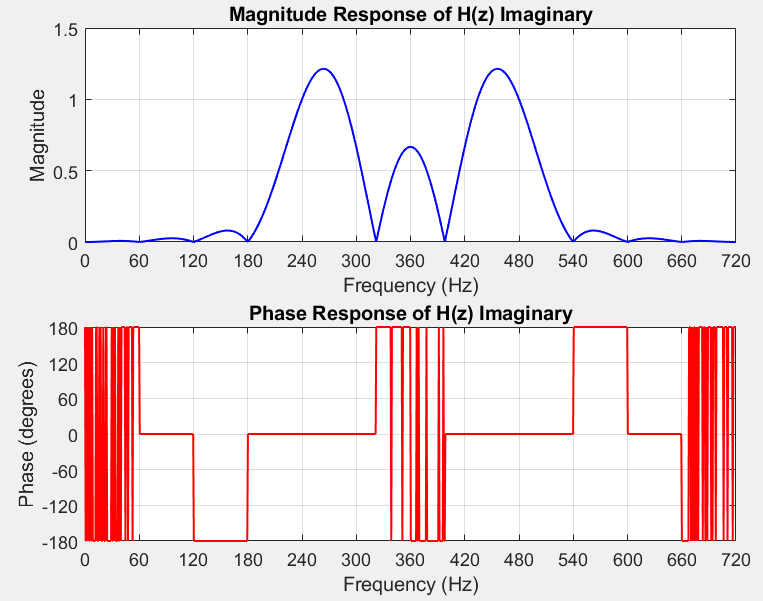 Magnitude Response of H(z) Imaginary
1.5
1
0.5
0
Magnitude
0 60 120 180 240 300 360 420 480 540 600 660 720
Frequency (Hz)
Phase Response of H(z) Imaginary
180
120
60
0
-60
-120
-180
Phase (degrees)
0 60 120 180 240 300 360 420 480 540 600 660 720
Frequency (Hz)